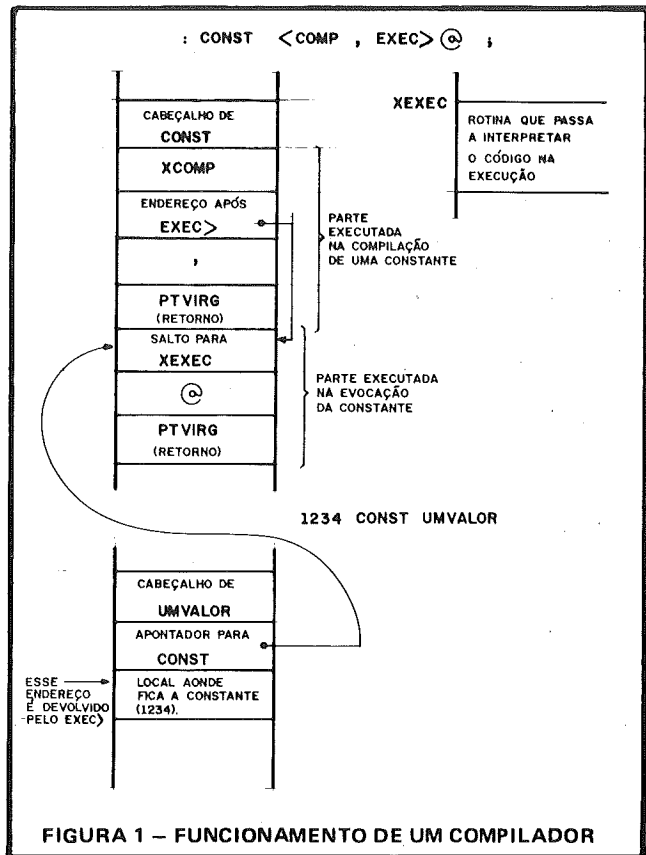 : CONST <COMP , EXEC> @ ;
CABEÇALHO DE
CONST
XCOMP
ENDEREÇO APÓS
EXEC>
,
PTVIRG
(RETORNO)
SALTO PARA
XEXEC
@
PTVIRG
(RETORNO)
PARTE
EXECUTADA
NA COMPILAÇÃO
DE UMA CONSTANTE
PARTE EXECUTADA
NA EVOCAÇÃO
DA CONSTANTE
XEXEC
ROTINA QUE PASSA
A INTERPRETAR
O CÓDIGO NA
EXECUÇÃO
1234 CONST UMVALOR
CABEÇALHO DE
UMVALOR
APONTADOR PARA
CONST
ESSE
ENDEREÇO
É DEVOLVIDO
PELO EXEC>
LOCAL AONDE
FICA A CONSTANTE
(1234).
FIGURA 1 – FUNCIONAMENTO DE UM COMPILADOR